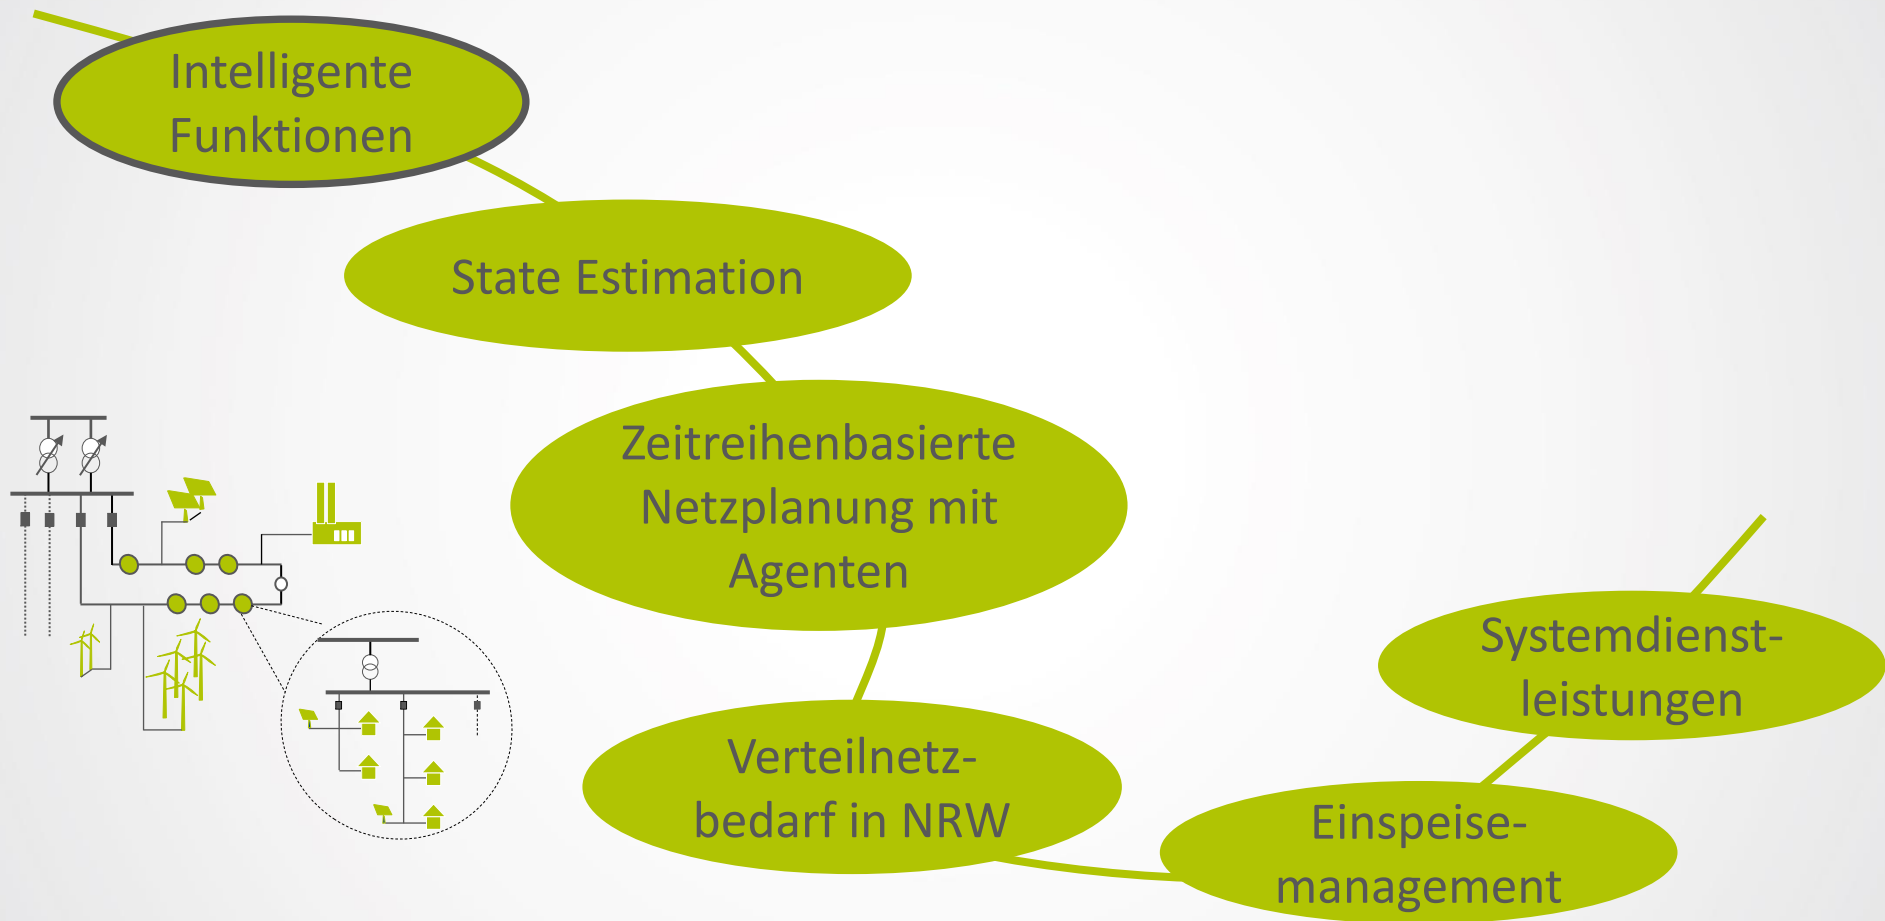 Intelligente
Funktionen
State Estimation
Zeitreihenbasierte
Netzplanung mit
Agenten
Verteilnetz-
bedarf in NRW
Einspeise-
management
Systemdienst-
leistungen